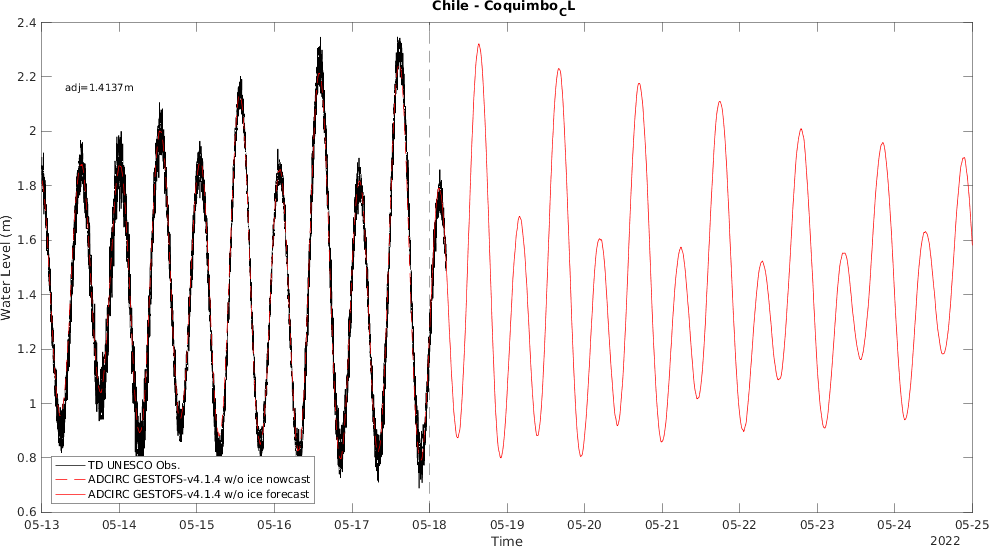 Chile - Coquimbo_CL
adj=1.4137m
Water Level (m)
2.4
2.2
2
1.8
1.6
1.4
1.2
1
0.8
0.6
TD UNESCO Obs.
ADCIRC GESTOFS-v4.1.4 w/o ice nowcast
ADCIRC GESTOFS-v4.1.4 w/o ice forecast
05-13 05-14 05-15 05-16 05-17 05-18 05-19 05-20 05-21 05-22 05-23 05-24 05-25
Time
2022